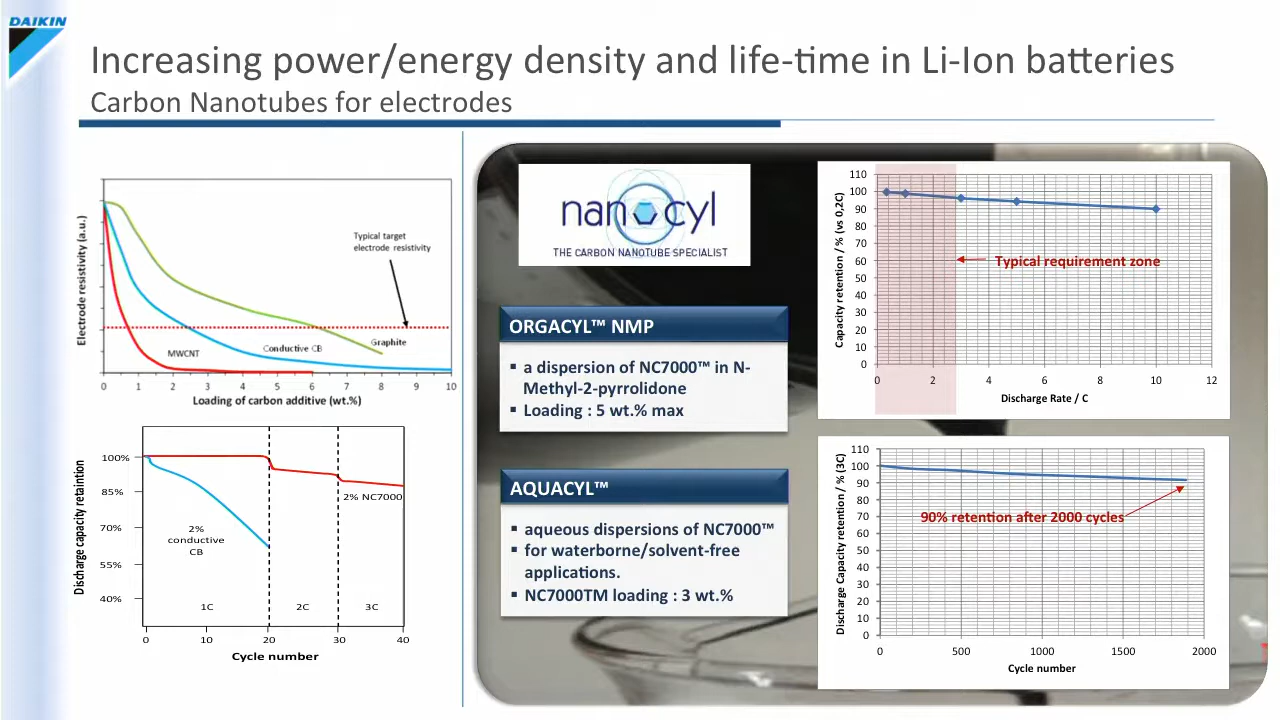 DAIKIN
Increasing power/energy density and life-time in Li-Ion batteries
Carbon Nanotubes for electrodes
Electrode resistivity (a.u.)
Typical target
electrode resistivity
MWCNT
Conductive CB
Graphite
0 1 2 3 4 5 6 7 8 9 10
Loading of carbon additive (wt.%)
Discharge capacity retaintion
100%
85%
70%
55%
40%
2% NC7000
2%
conductive
CB
1C 2C 3C
0 10 20 30 40
Cycle number
nanocyl
THE CARBON NANOTUBE SPECIALIST
ORGACYL™ NMP
▪ a dispersion of NC7000™ in N-
Methyl-2-pyrrolidone
▪ Loading : 5 wt.% max
AQUACYL™
▪ aqueous dispersions of NC7000™
▪ for waterborne/solvent-free
applications.
▪ NC7000TM loading : 3 wt.%
Capacity retention / % (vs 0,2C)
110
100
90
80
70
60
50
40
30
20
10
0
Typical requirement zone
0 2 4 6 8 10 12
Discharge Rate / C
Discharge Capacity retention / % (3C)
110
100
90
80
70
60
50
40
30
20
10
0
90% retention after 2000 cycles
0 500 1000 1500 2000
Cycle number